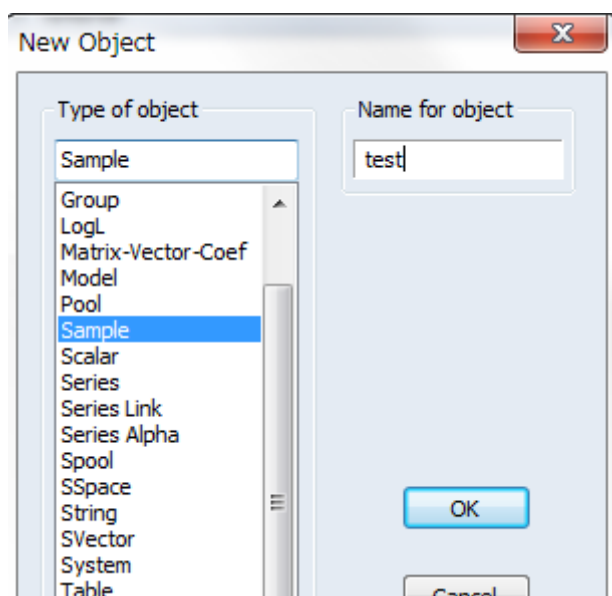 New Object
Type of object
Sample
Group
LogL
Matrix-Vector-Coef
Model
Pool
Sample
Scalar
Series
Series Link
Series Alpha
Spool
SSpace
String
SVector
System
Table
Name for object
test
OK
Cancel